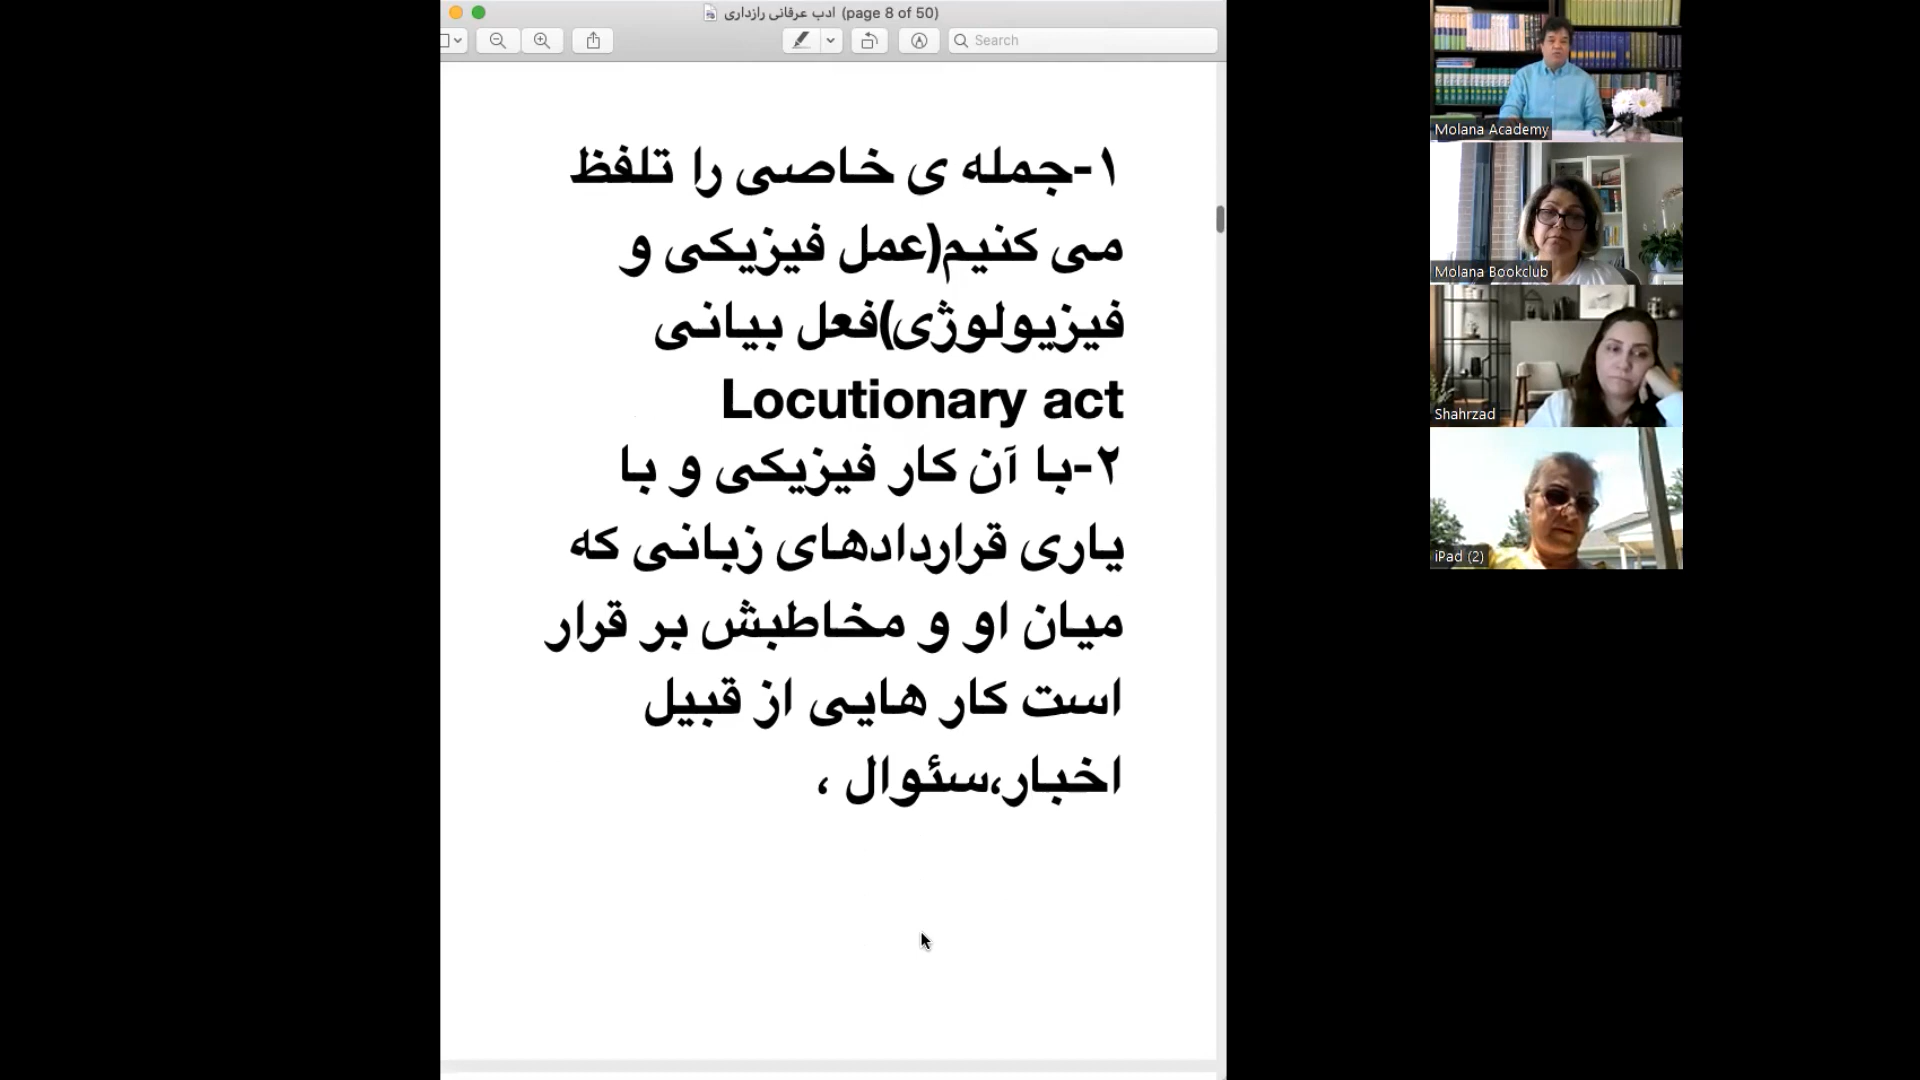 ادب عرفانی رازداری (page 8 of 50)
Search
۱-جمله ی خاصی را تلفظ
می کنیم(عمل فیزیکی و
فیزیولوژی)فعل بیانی
Locutionary act
۲-با آن کار فیزیکی و با
یاری قراردادهای زبانی که
میان او و مخاطبش بر قرار
است کار هایی از قبیل
اخبار،سئوال ،
Molana Academy
Molana Bookclub
Shahrzad
iPad (2)